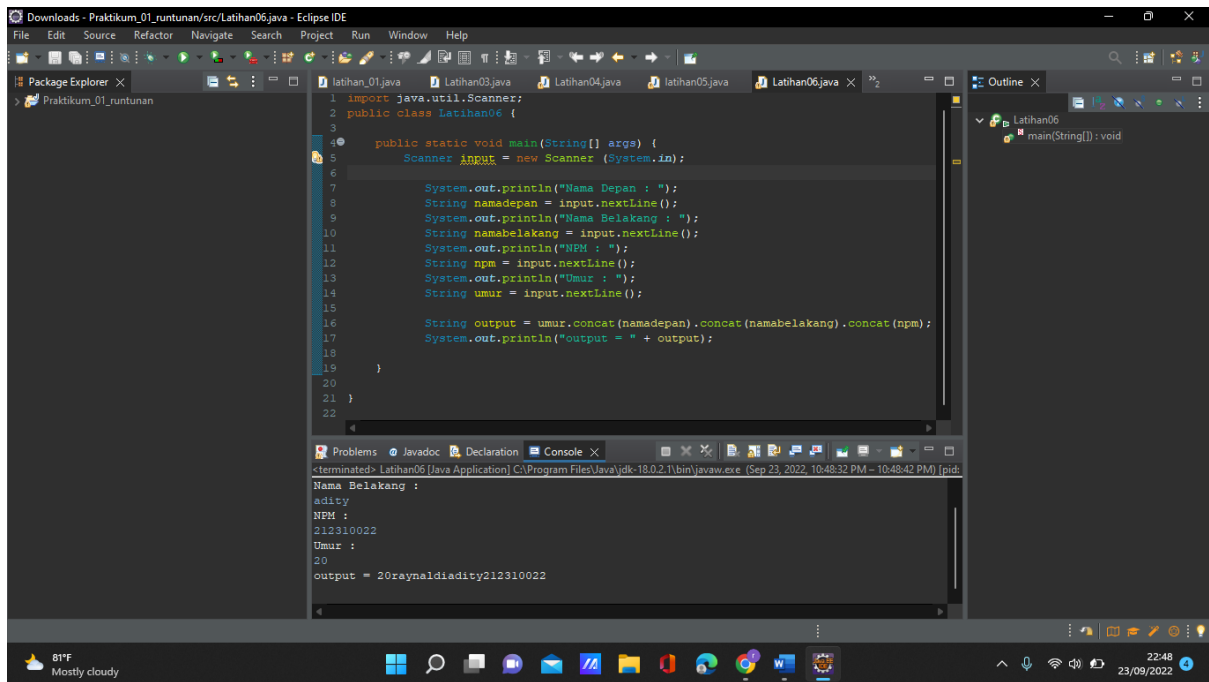 Downloads - Praktikum_01_runtunan/src/Latihan06.java - Eclipse IDE
File Edit Source Refactor Navigate Search Project Run Window Help
Package Explorer
Praktikum_01_runtunan
latihan_01.java Latihan03.java Latihan04.java latihan05.java Latihan06.java »2
1 import java.util.Scanner;
2 public class Latihan06 {
3
4 public static void main(String[] args) {
5 Scanner input = new Scanner (System.in);
6
7 System.out.println("Nama Depan : ");
8 String namadepan = input.nextLine();
9 System.out.println("Nama Belakang : ");
10 String namabelakang = input.nextLine();
11 System.out.println("NPM : ");
12 String npm = input.nextLine();
13 System.out.println("Umur : ");
14 String umur = input.nextLine();
15
16 String output = umur.concat(namadepan).concat(namabelakang).concat(npm);
17 System.out.println("output = " + output);
18
19 }
20
21 }
22
Outline
Latihan06
main(String[]) : void
Problems Javadoc Declaration Console
<terminated> Latihan06 [Java Application] C:\Program Files\Java\jdk-18.0.2.1\bin\javaw.exe (Sep 23, 2022, 10:48:32 PM – 10:48:42 PM) [pid:
Nama Belakang :
adity
NPM :
212310022
Umur :
20
output = 20raynaldiadity212310022
81°F
Mostly cloudy
22:48
23/09/2022
4